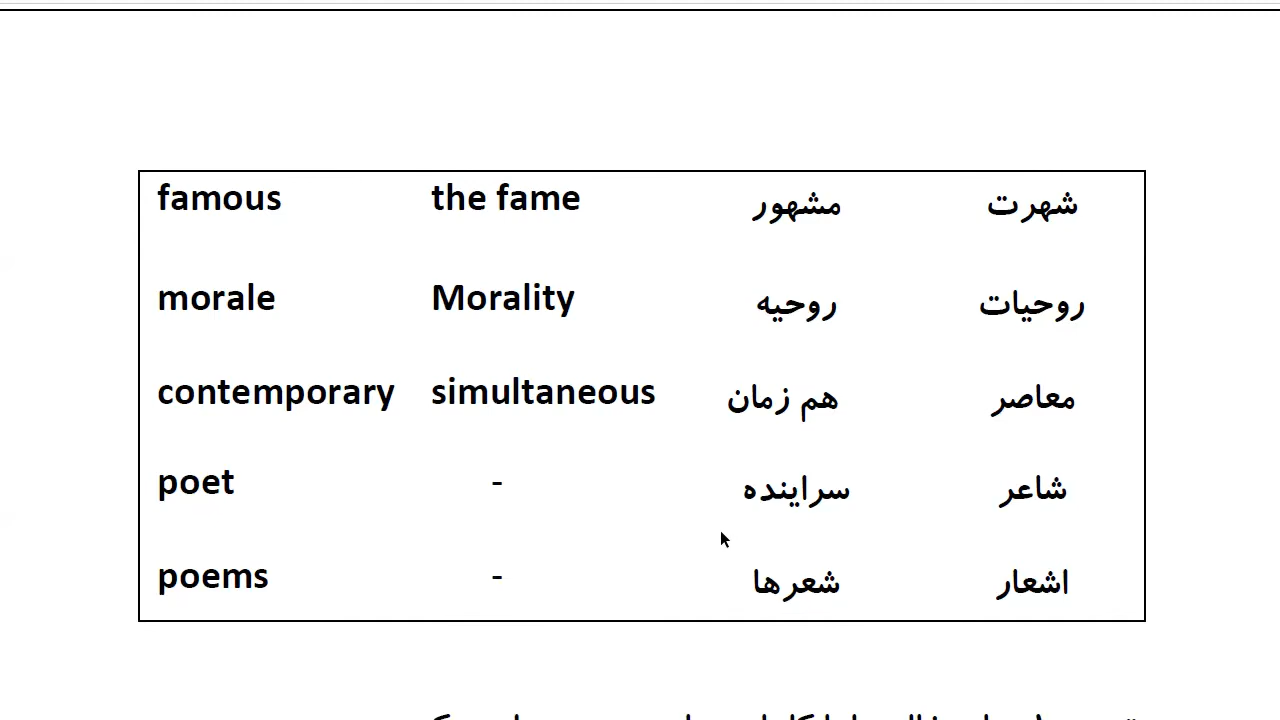 famous the fame مشهور شهرت
morale Morality روحیه روحیات
contemporary simultaneous هم زمان معاصر
poet - سراینده شاعر
poems - شعرها اشعار